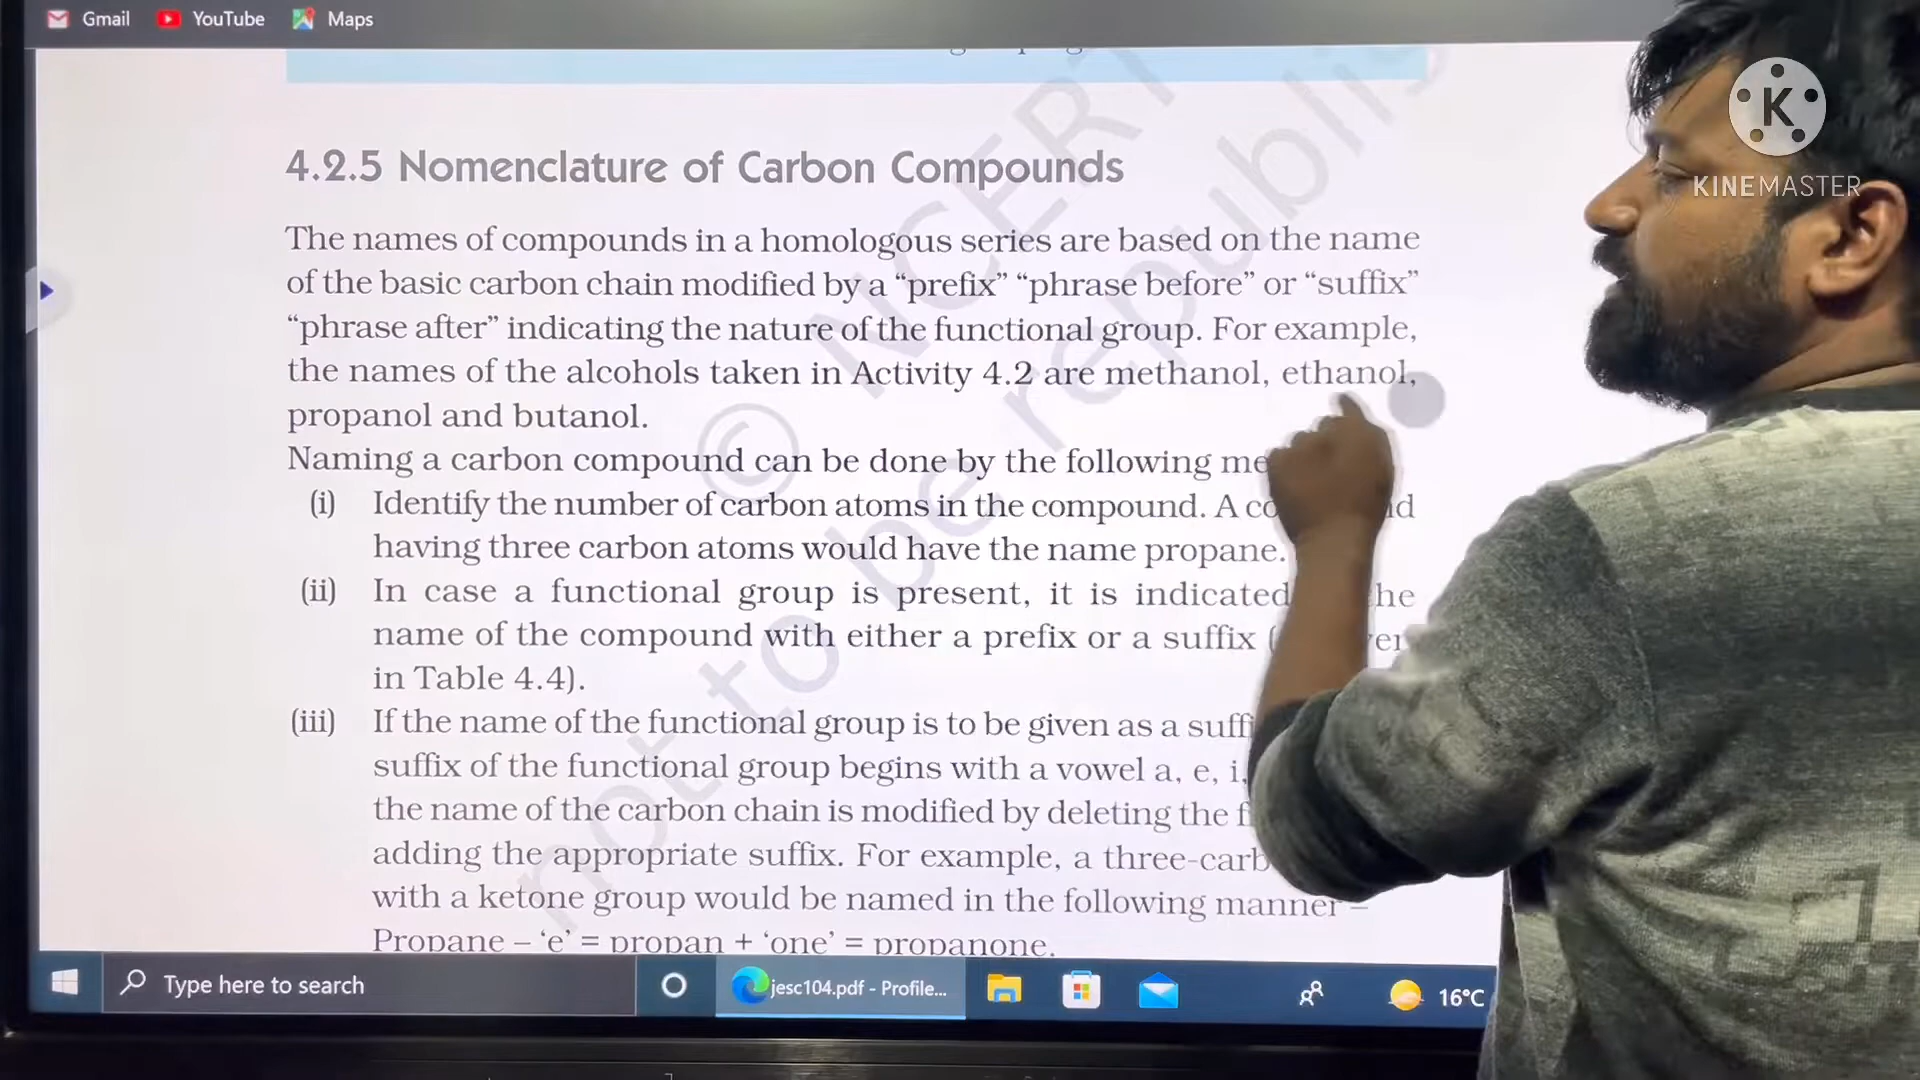 Gmail YouTube Maps
K
KINEMASTER
4.2.5 Nomenclature of Carbon Compounds
The names of compounds in a homologous series are based on the name
of the basic carbon chain modified by a “prefix” “phrase before” or “suffix”
“phrase after” indicating the nature of the functional group. For example,
the names of the alcohols taken in Activity 4.2 are methanol, ethanol,
propanol and butanol.
Naming a carbon compound can be done by the following
(i) Identify the number of carbon atoms in the compound. A
having three carbon atoms would have the name propane.
(ii) In case a functional group is present, it is indicated
name of the compound with either a prefix or a suffix
in Table 4.4).
(iii) If the name of the functional group is to be given as a
suffix of the functional group begins with a vowel a, e, i,
the name of the carbon chain is modified by deleting the
adding the appropriate suffix. For example, a
with a ketone group would be named in the following manner –
Propane – ‘e’ = propan + ‘one’ = propanone.
© NCERT
not to be republis
Type here to search jesc104.pdf - Profile... 16°C